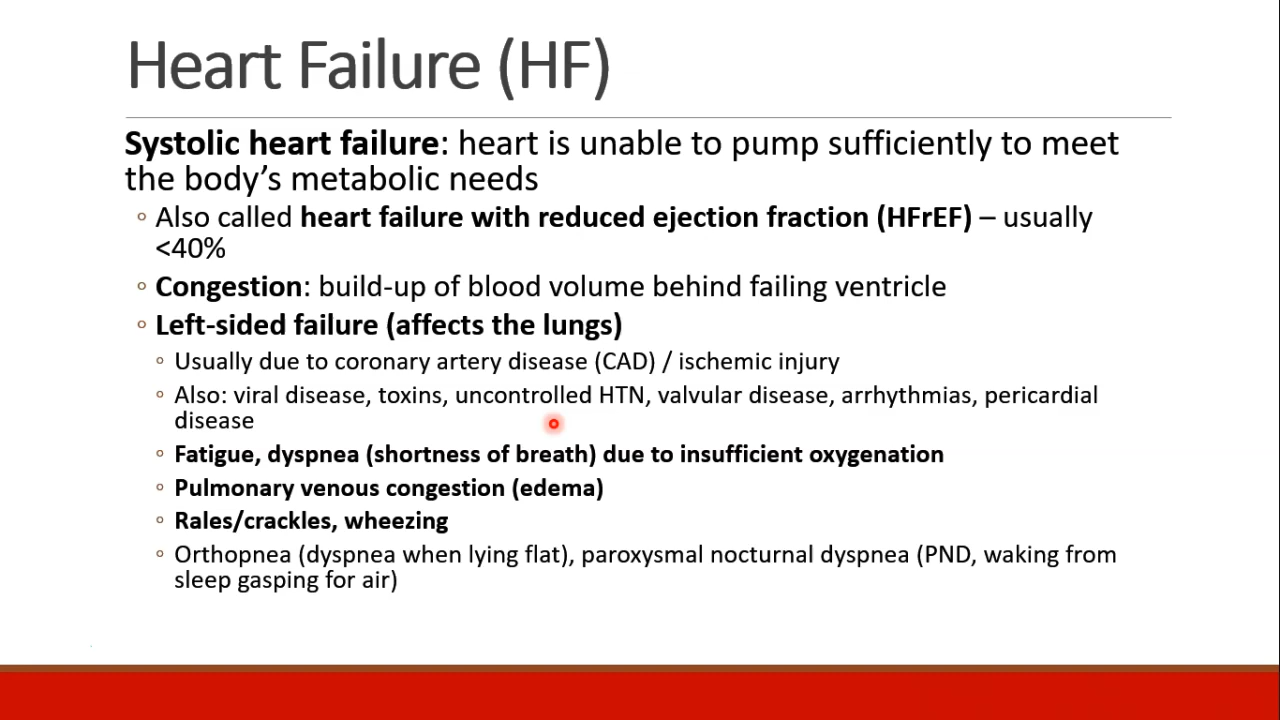 Heart Failure (HF)
Systolic heart failure: heart is unable to pump sufficiently to meet
the body’s metabolic needs
◦ Also called heart failure with reduced ejection fraction (HFrEF) – usually
<40%
◦ Congestion: build-up of blood volume behind failing ventricle
◦ Left-sided failure (affects the lungs)
◦ Usually due to coronary artery disease (CAD) / ischemic injury
◦ Also: viral disease, toxins, uncontrolled HTN, valvular disease, arrhythmias, pericardial
disease
◦ Fatigue, dyspnea (shortness of breath) due to insufficient oxygenation
◦ Pulmonary venous congestion (edema)
◦ Rales/crackles, wheezing
◦ Orthopnea (dyspnea when lying flat), paroxysmal nocturnal dyspnea (PND, waking from
sleep gasping for air)